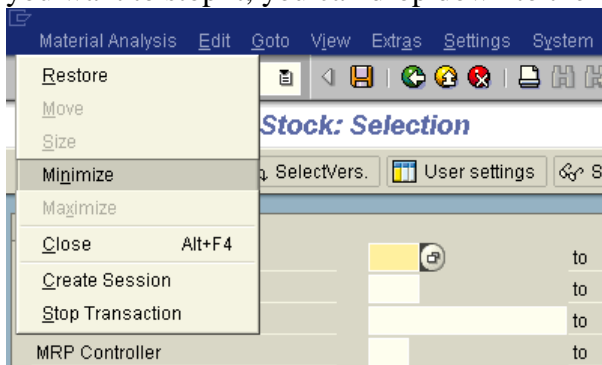 Material Analysis Edit Goto View Extras Settings System
Restore
Move
Size
Stock: Selection
Minimize
SelectVers. User settings
Maximize
Close Alt+F4
to
Create Session
to
Stop Transaction
to
MRP Controller to